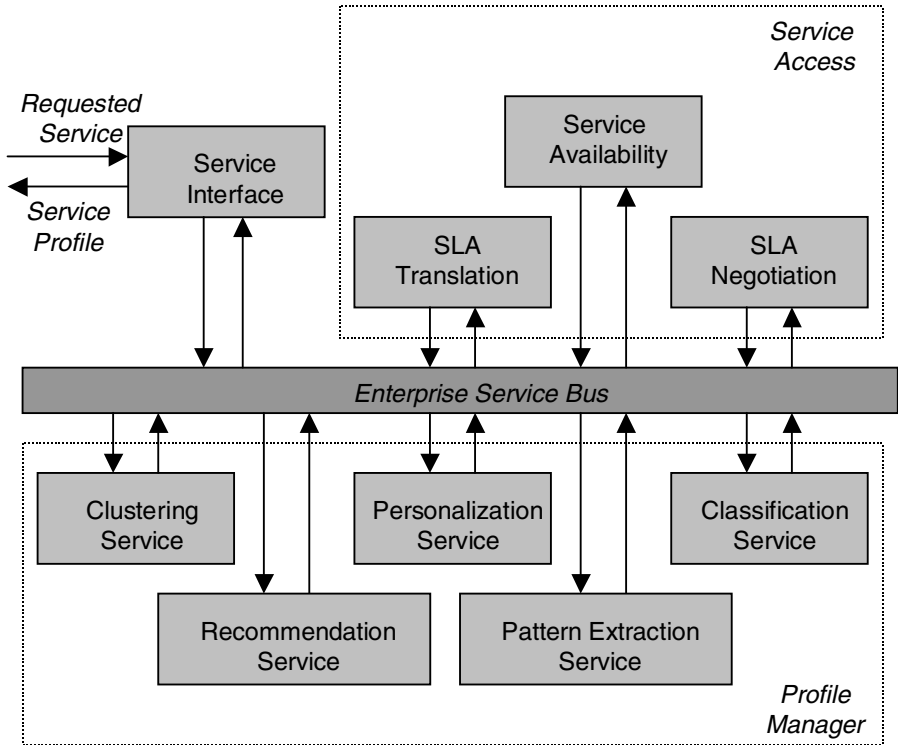 Service
Access
Requested
Service
Service
Interface
Service
Profile
Service
Availability
SLA
Translation
SLA
Negotiation
Enterprise Service Bus
Clustering
Service
Personalization
Service
Classification
Service
Recommendation
Service
Pattern Extraction
Service
Profile
Manager